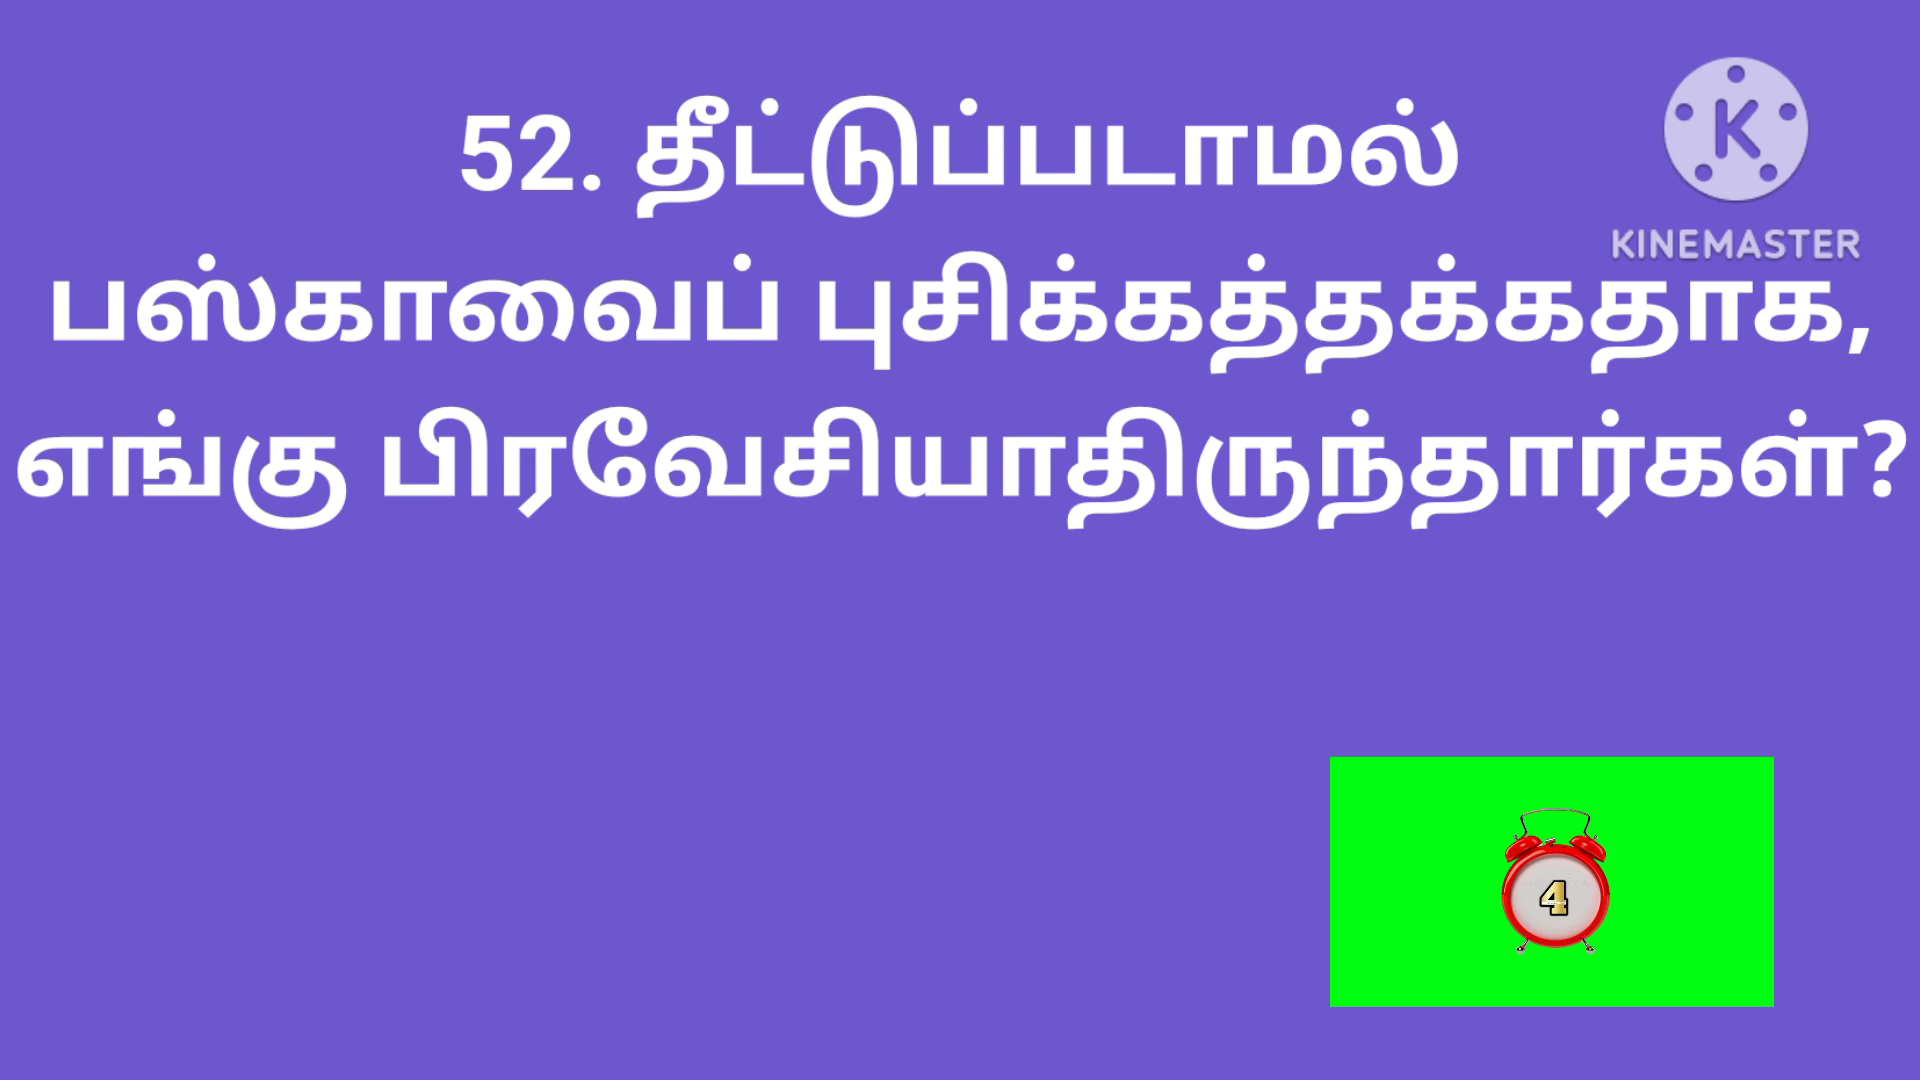 52. தீட்டுப்படாமல்
பஸ்காவைப் புசிக்கத்தக்கதாக,
எங்கு பிரவேசியாதிருந்தார்கள்?
K
KINEMASTER
4